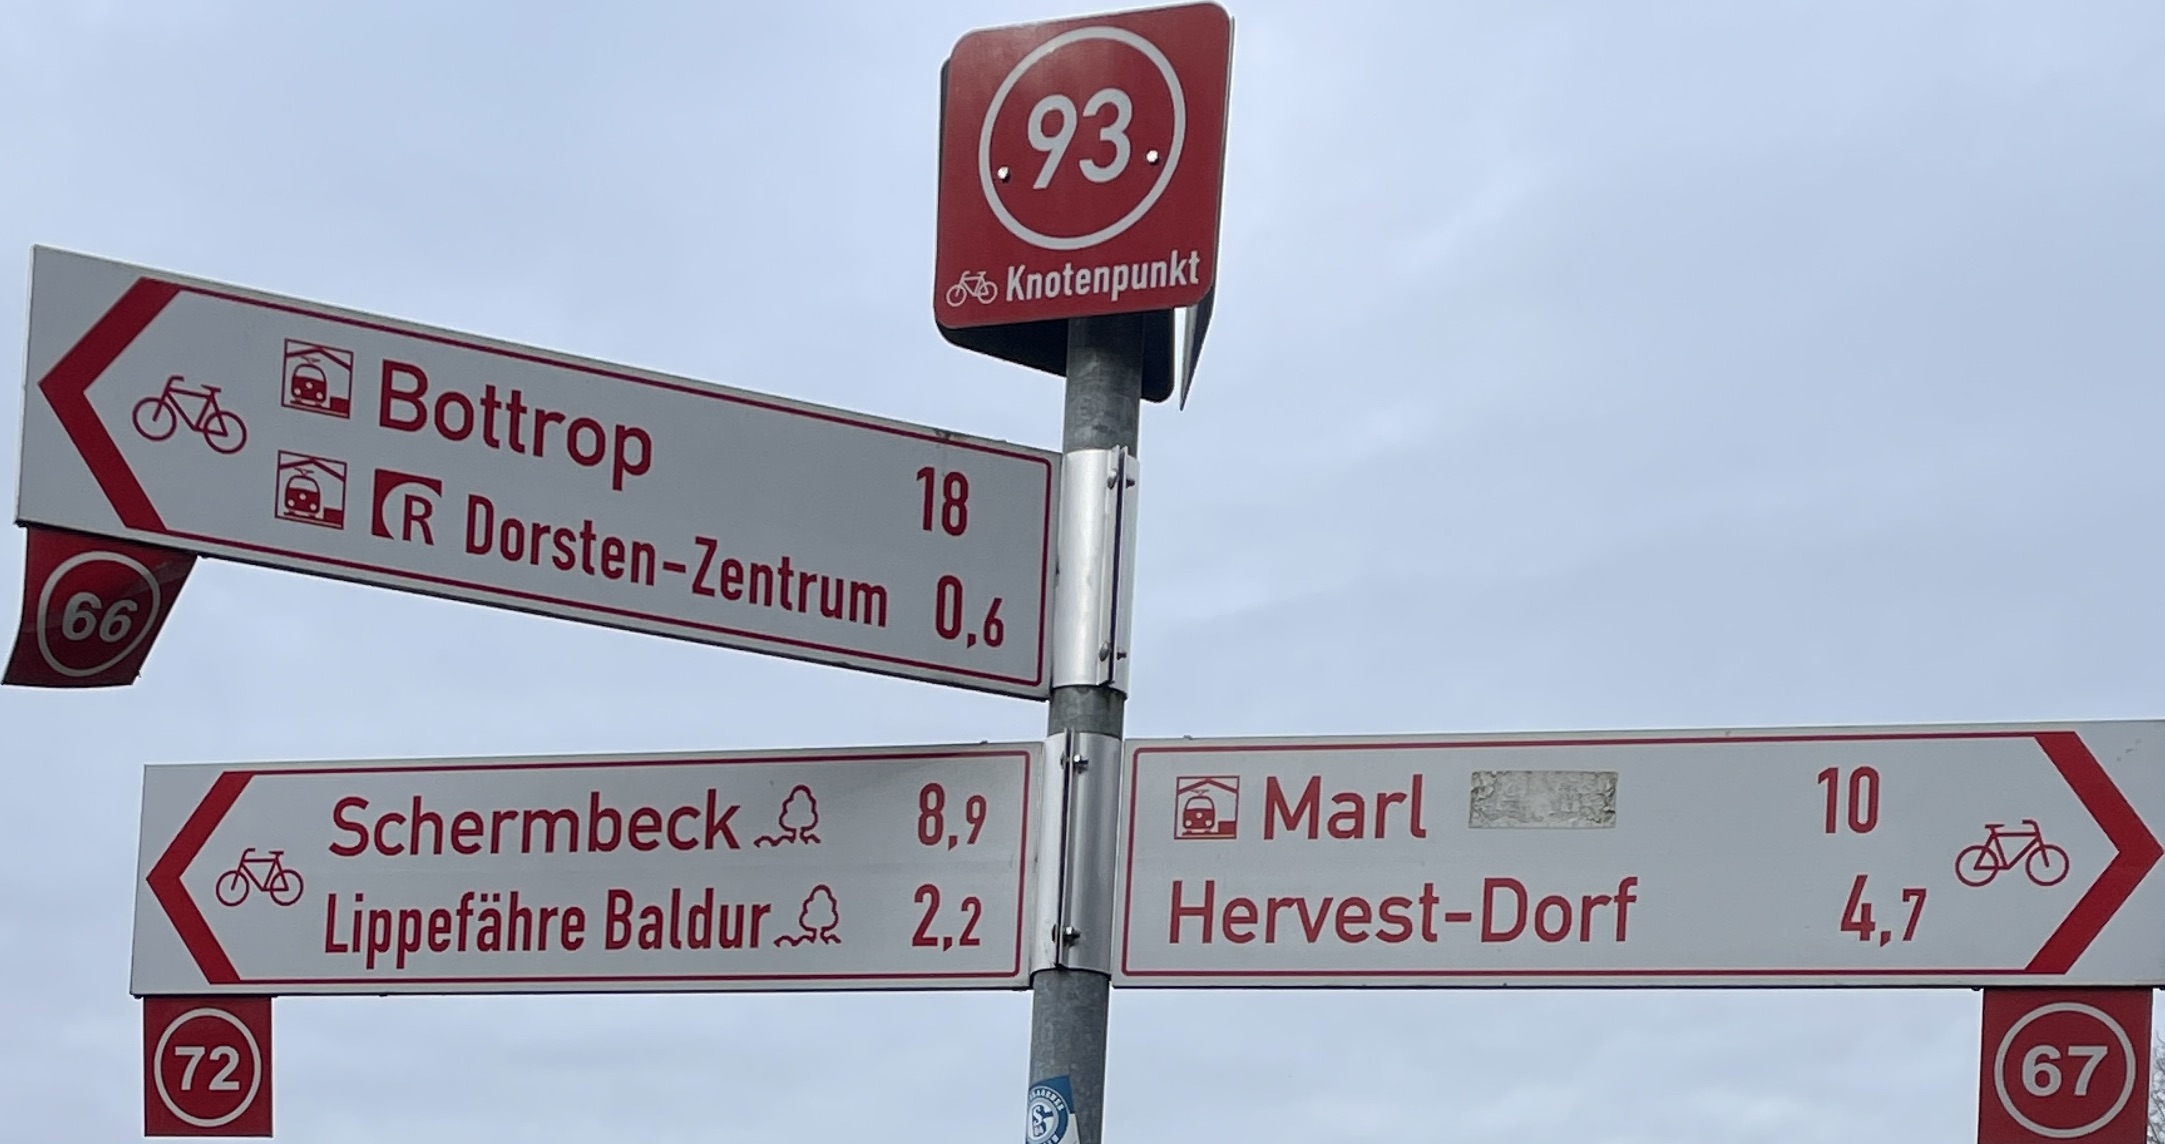 93
Knotenpunkt
Bottrop 18
R Dorsten-Zentrum 0,6
66
Schermbeck 8,9
Lippefähre Baldur 2,2
72
Marl 10
Hervest-Dorf 4,7
67